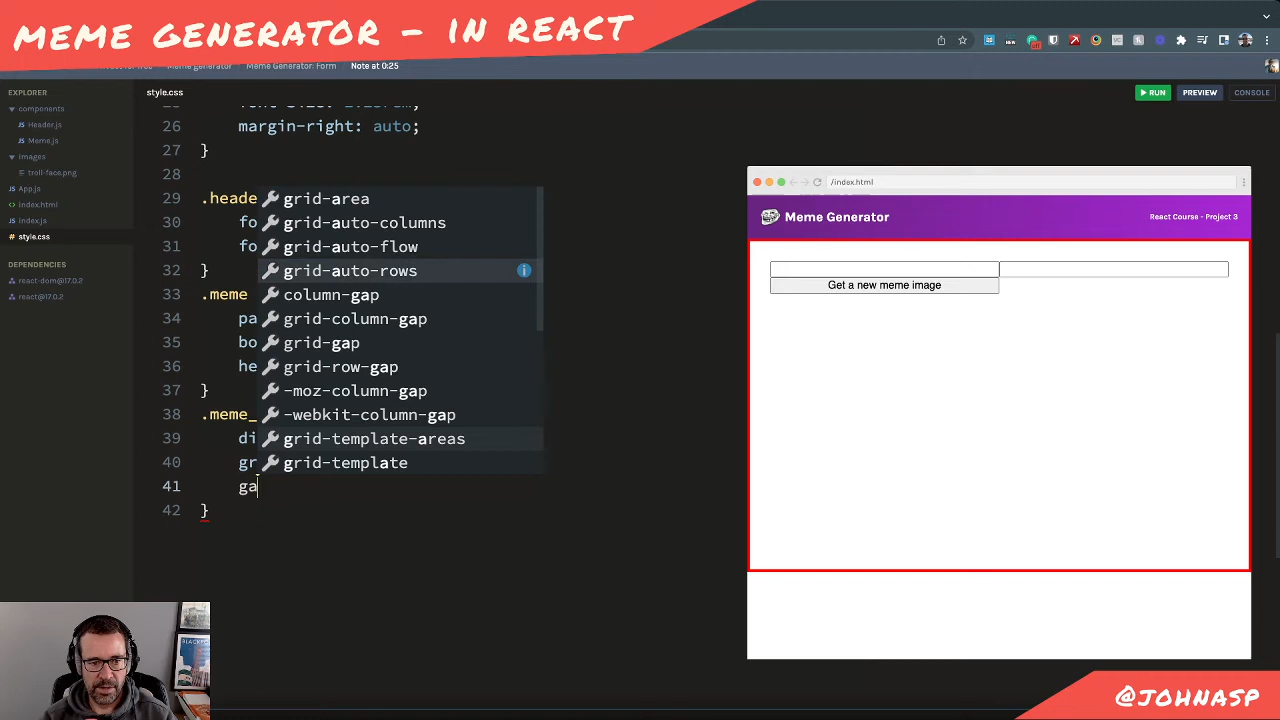 MEME GENERATOR - IN REACT
Meme generator
Meme Generator: Form
Note at 0:25
EXPLORER
components
JS Header.js
JS Meme.js
images
troll-face.png
JS App.js
<> index.html
JS index.js
# style.css
DEPENDENCIES
react-dom@17.0.2
react@17.0.2
style.css
RUN
PREVIEW
CONSOLE
26 margin-right: auto;
27 }
28
29 .heade
30 fo
31 fo
32 }
33 .meme
34 pa
35 bo
36 he
37 }
38 .meme_
39 di
40 gr
41 ga
42 }
grid-area
grid-auto-columns
grid-auto-flow
grid-auto-rows
column-gap
grid-column-gap
grid-gap
grid-row-gap
-moz-column-gap
-webkit-column-gap
grid-template-areas
grid-template
/index.html
Meme Generator
React Course - Project 3
Get a new meme image
@JOHNASP